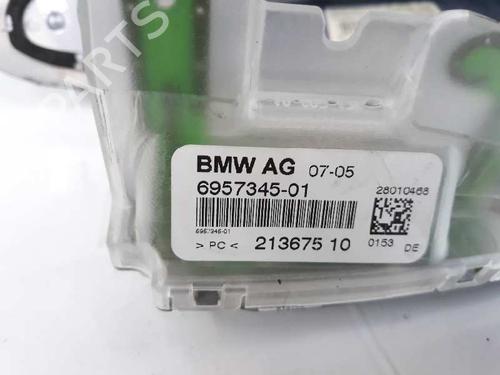 BMW AG 07-05
6957345-01
28010468
6957345-01
> PC < 213675 10
0153 DE